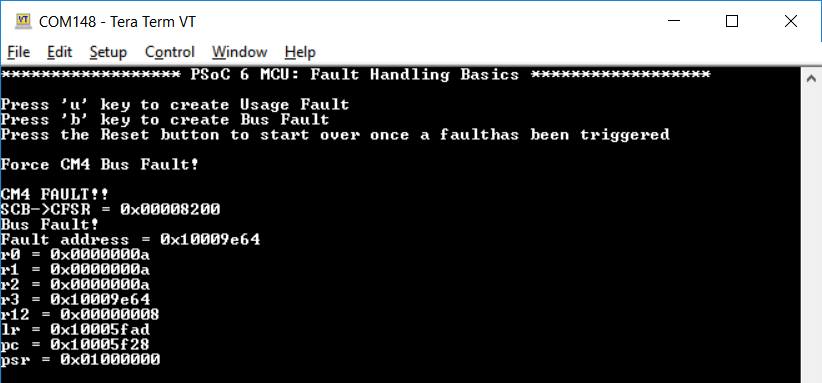 COM148 - Tera Term VT
File Edit Setup Control Window Help
****************** PSoC 6 MCU: Fault Handling Basics ******************
Press 'u' key to create Usage Fault
Press 'b' key to create Bus Fault
Press the Reset button to start over once a faulthas been triggered
Force CM4 Bus Fault!
CM4 FAULT!!
SCB->CFSR = 0x00008200
Bus Fault!
Fault address = 0x10009e64
r0 = 0x0000000a
r1 = 0x0000000a
r2 = 0x0000000a
r3 = 0x10009e64
r12 = 0x00000008
lr = 0x10005fad
pc = 0x10005f28
psr = 0x01000000